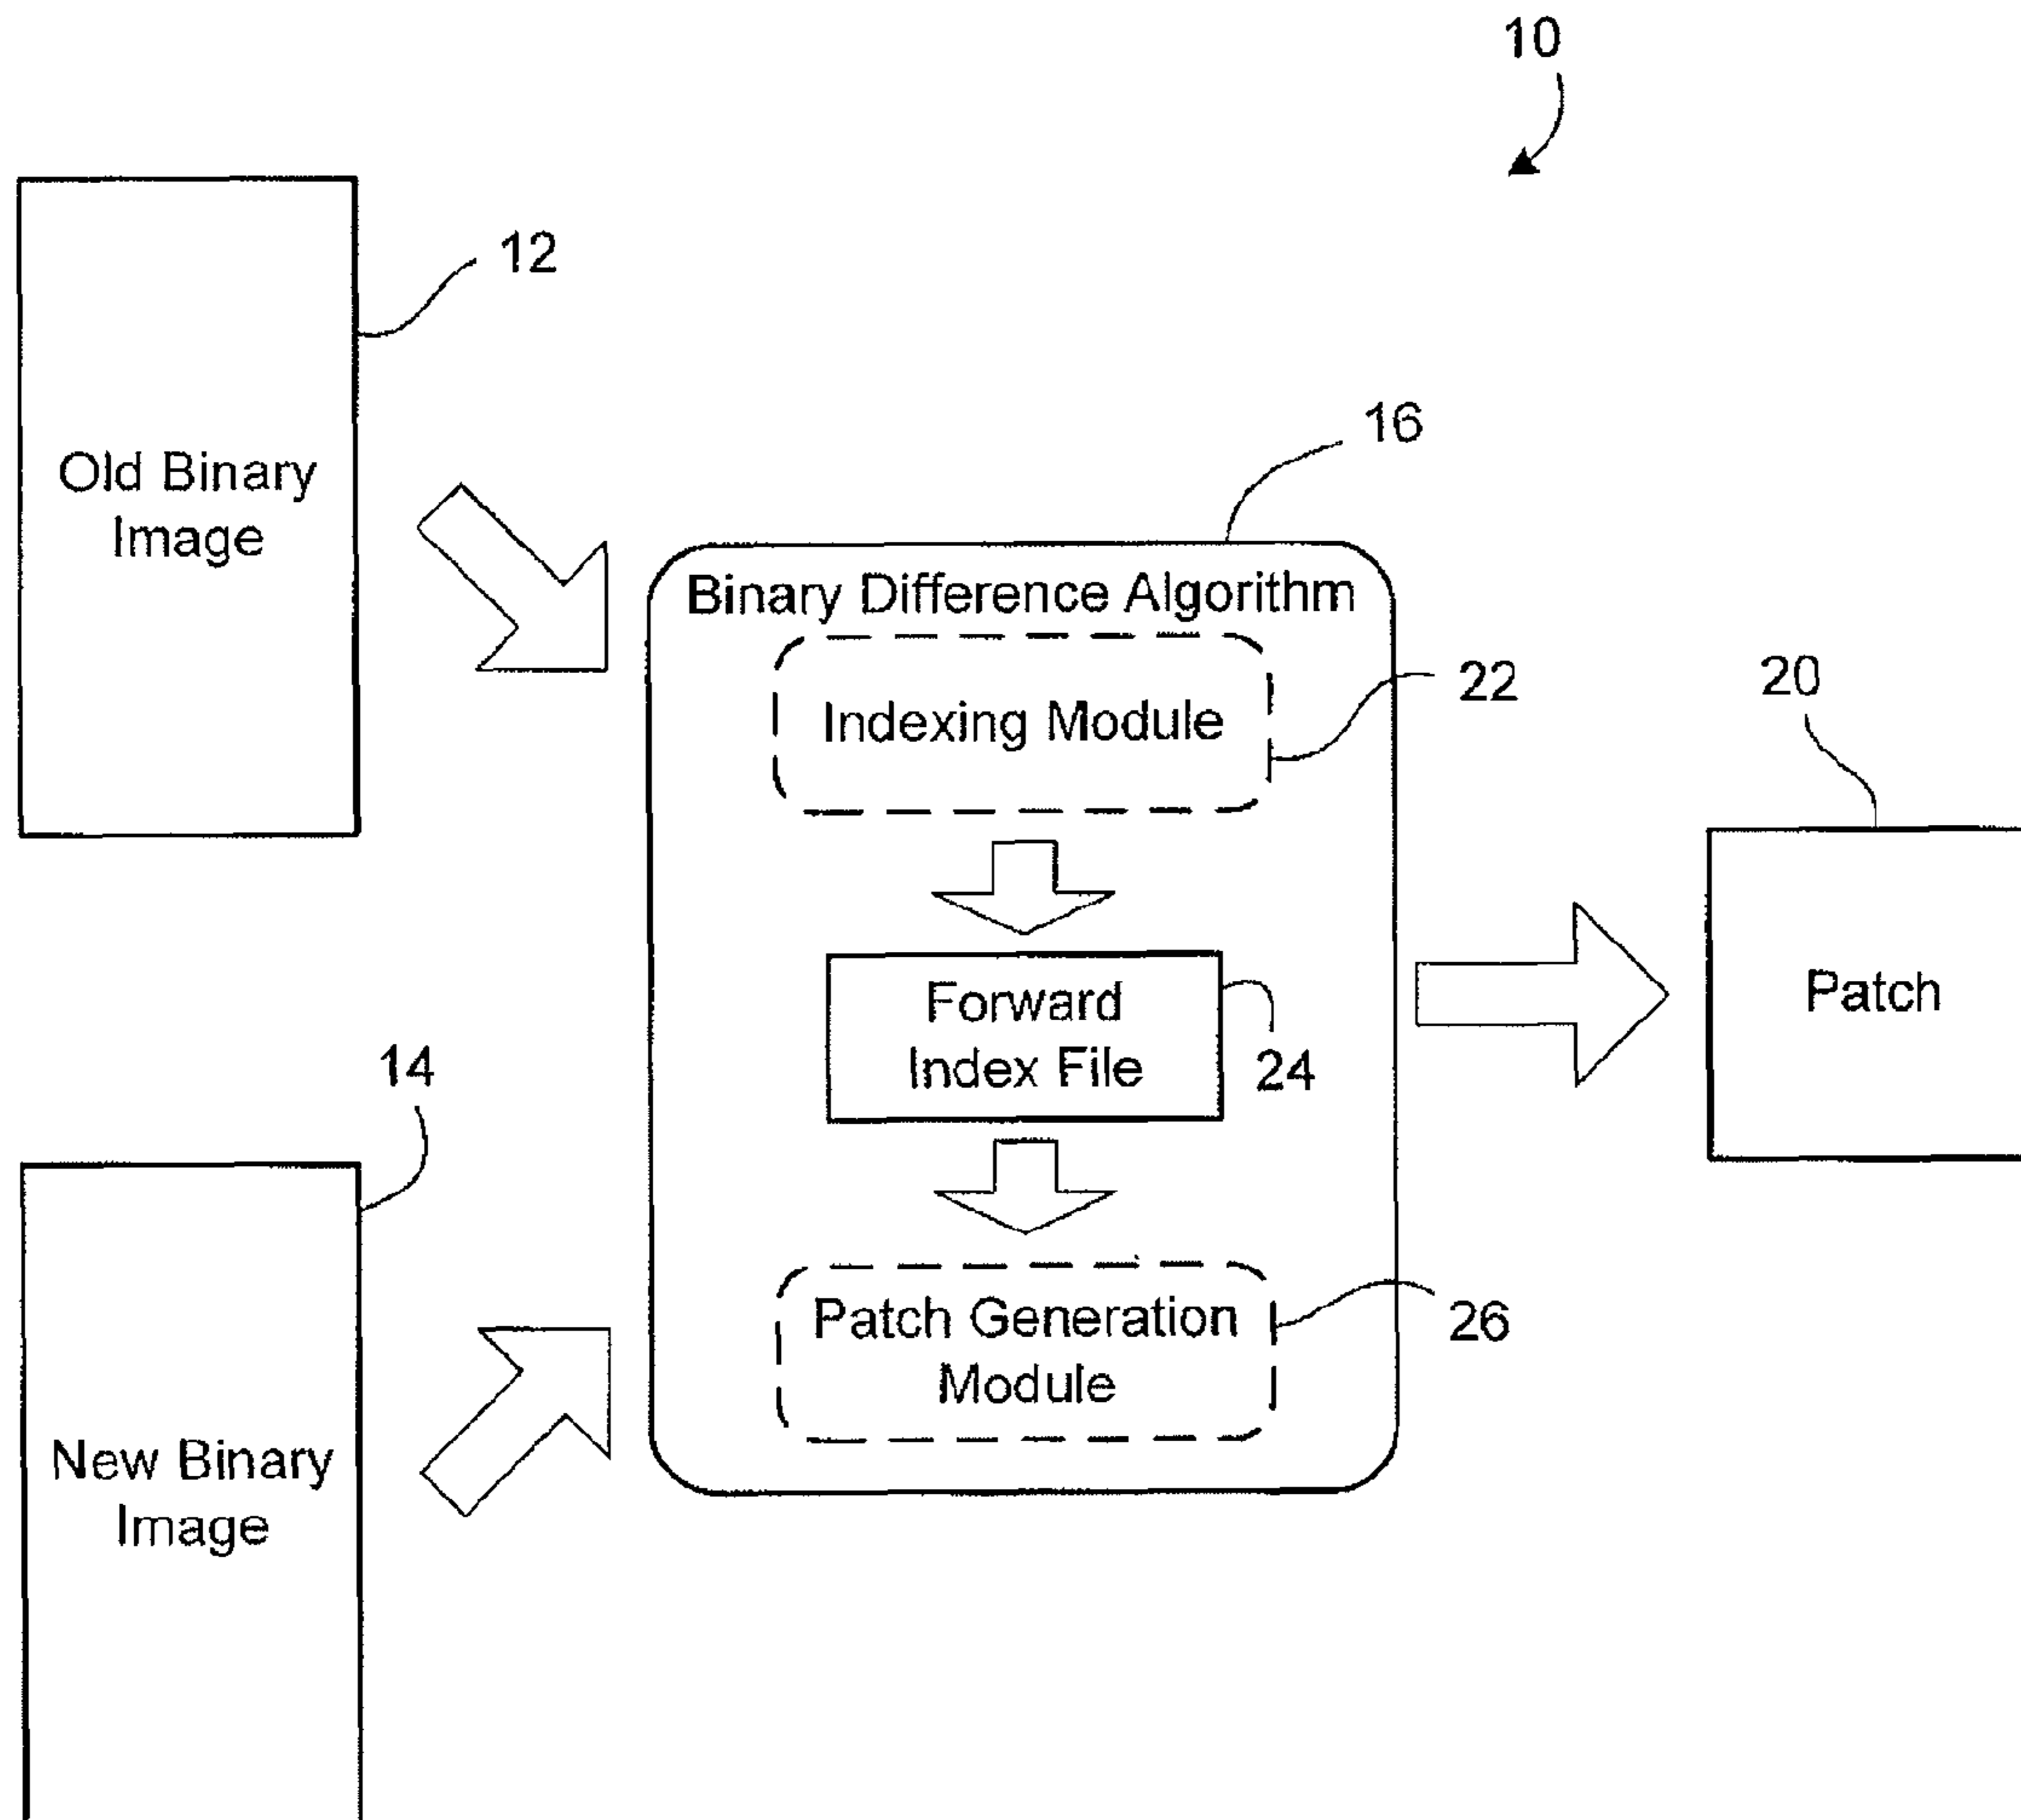 10
12
Old Binary
Image
16
Binary Difference Algorithm
Indexing Module
22
20
Forward
Index File
24
Patch
14
Patch Generation
Module
26
New Binary
Image